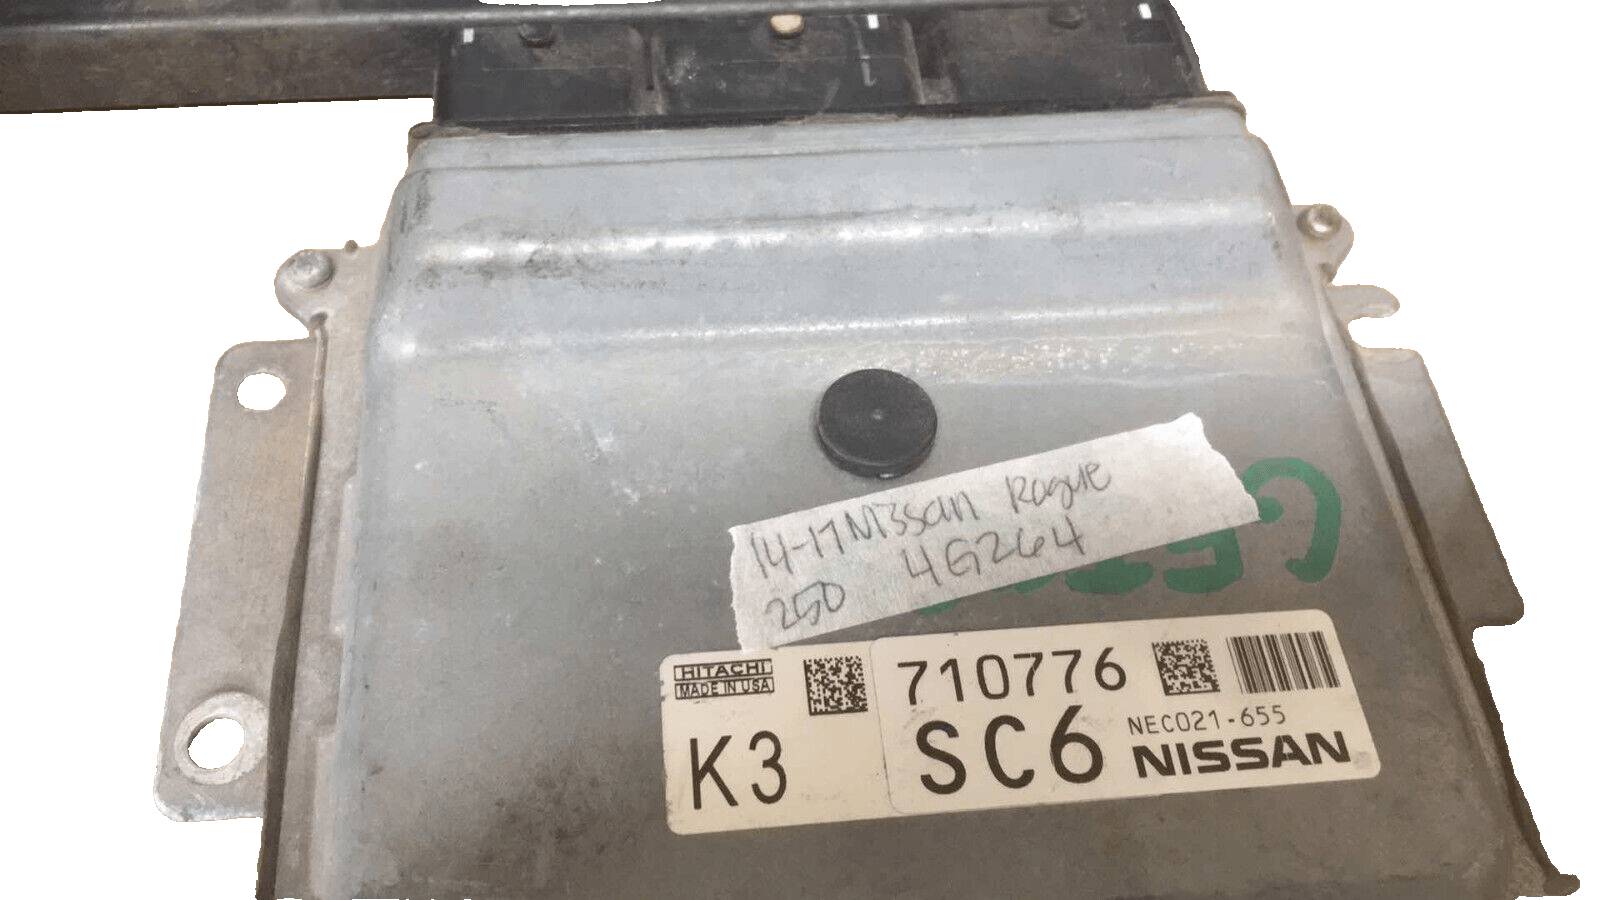 14-17 Nissan Rogue
250 4G264
HITACHI
MADE IN USA
K3
710776
SC6
NEC021-655
NISSAN